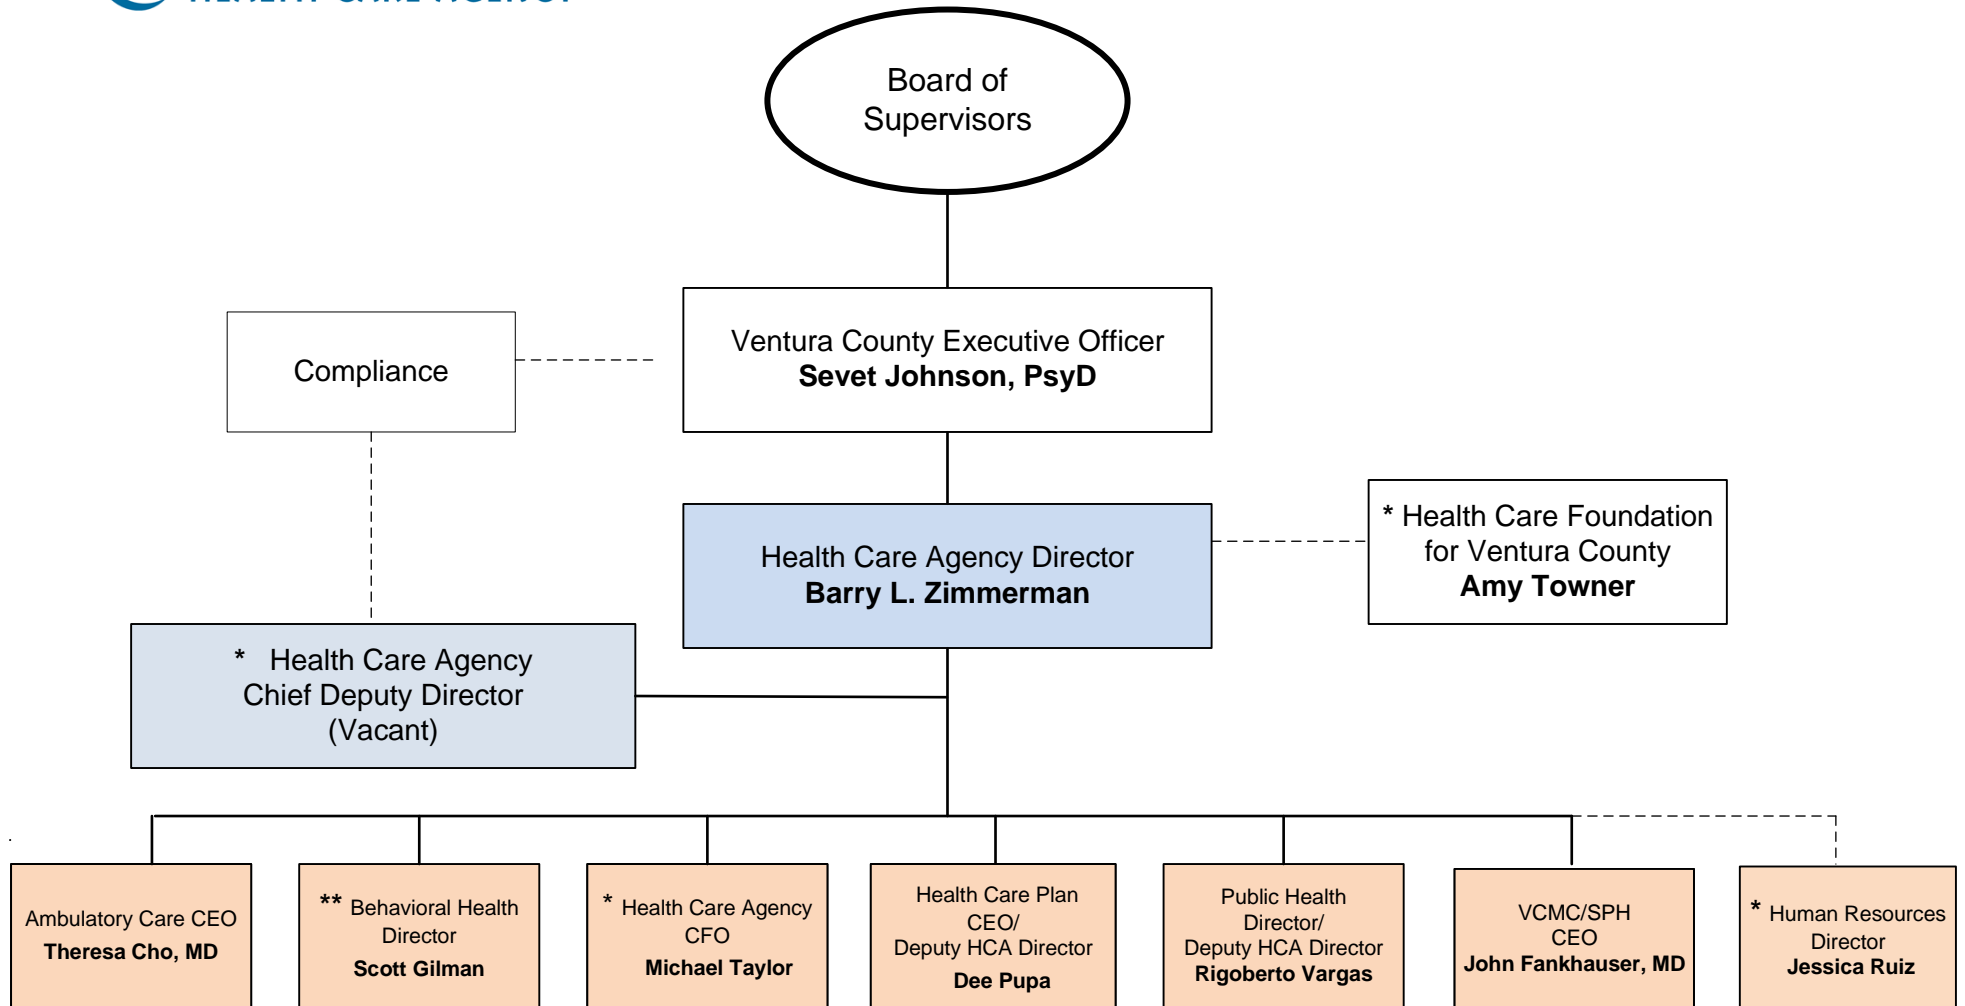 HEALTH CARE AGENCY
Board of
Supervisors
Ventura County Executive Officer
Sevet Johnson, PsyD
Compliance
* Health Care Foundation
for Ventura County
Amy Towner
Health Care Agency Director
Barry L. Zimmerman
* Health Care Agency
Chief Deputy Director
(Vacant)
Ambulatory Care CEO
Theresa Cho, MD
** Behavioral Health
Director
Scott Gilman
* Health Care Agency
CFO
Michael Taylor
Health Care Plan
CEO/
Deputy HCA Director
Dee Pupa
Public Health
Director/
Deputy HCA Director
Rigoberto Vargas
VCMC/SPH
CEO
John Fankhauser, MD
* Human Resources
Director
Jessica Ruiz